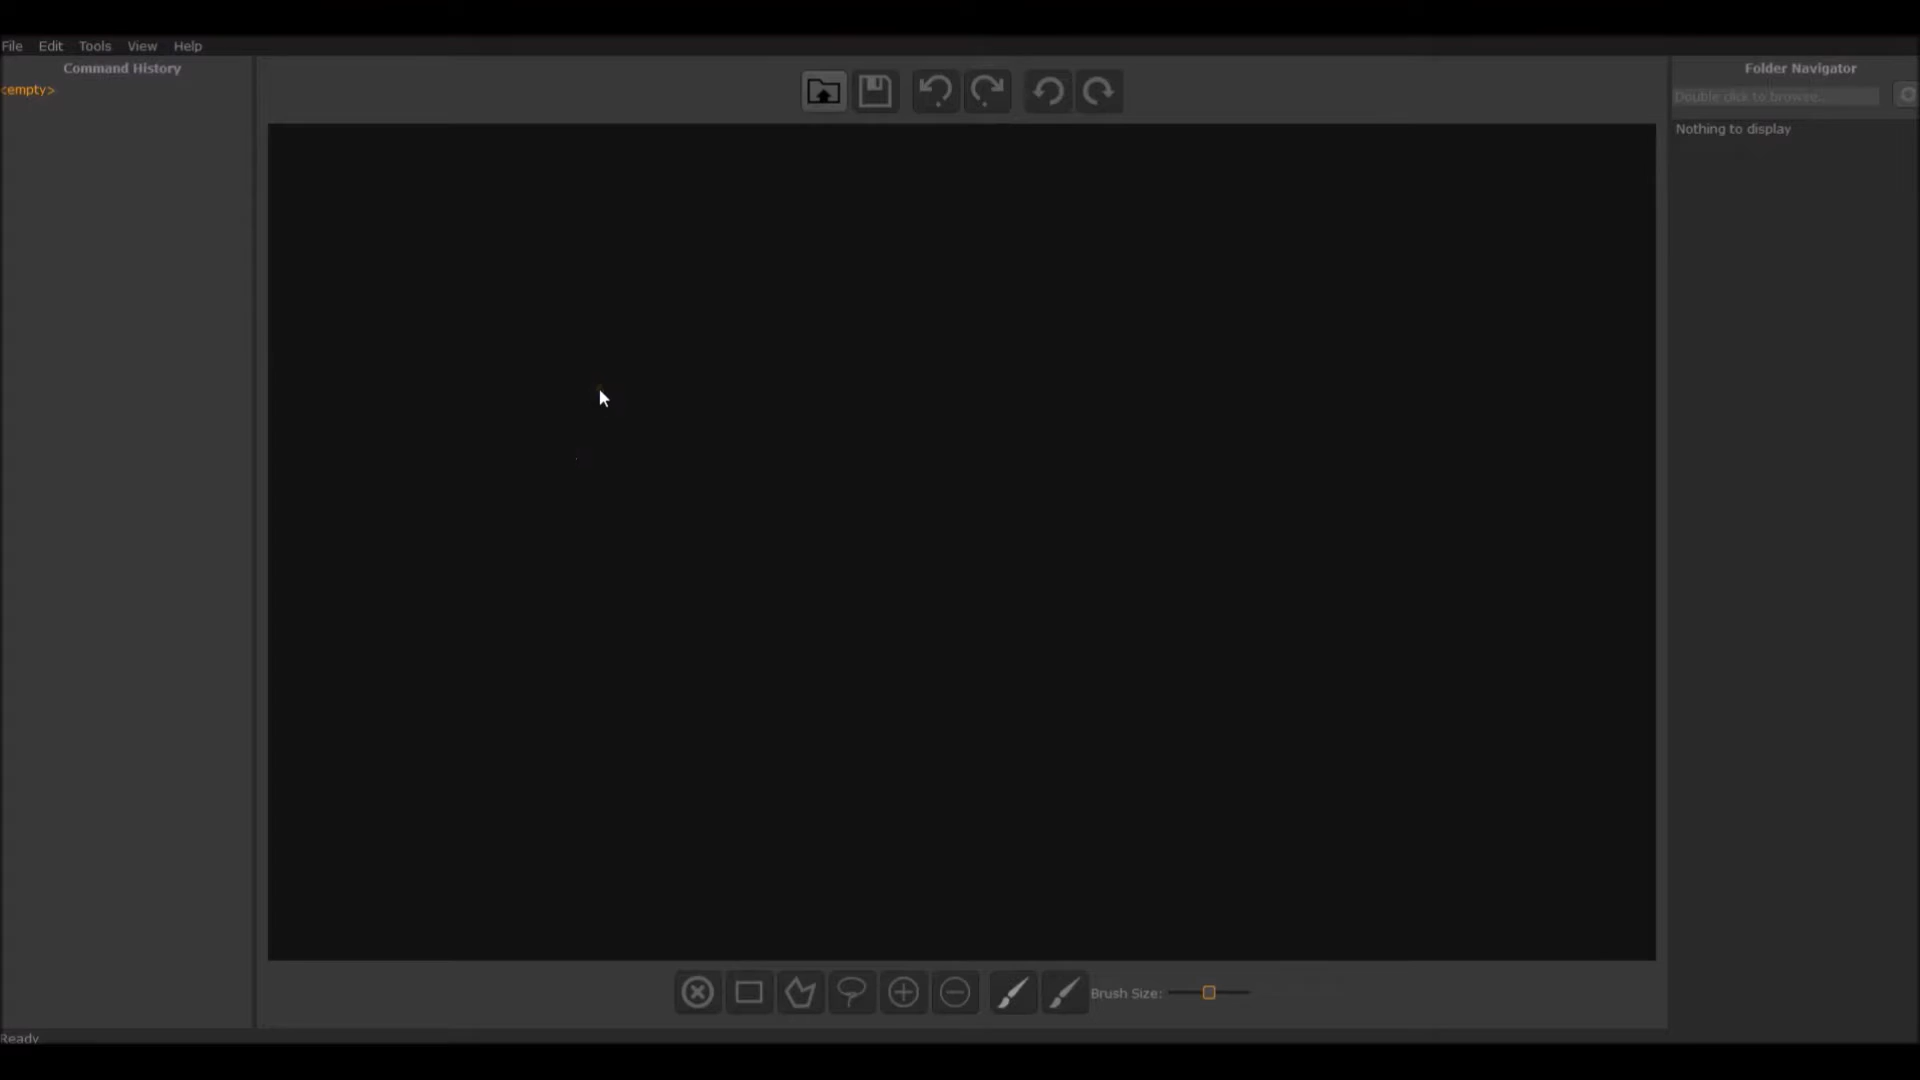 File Edit Tools View Help
Command History
<empty>
Folder Navigator
Double click to browse..
Nothing to display
Brush Size:
Ready